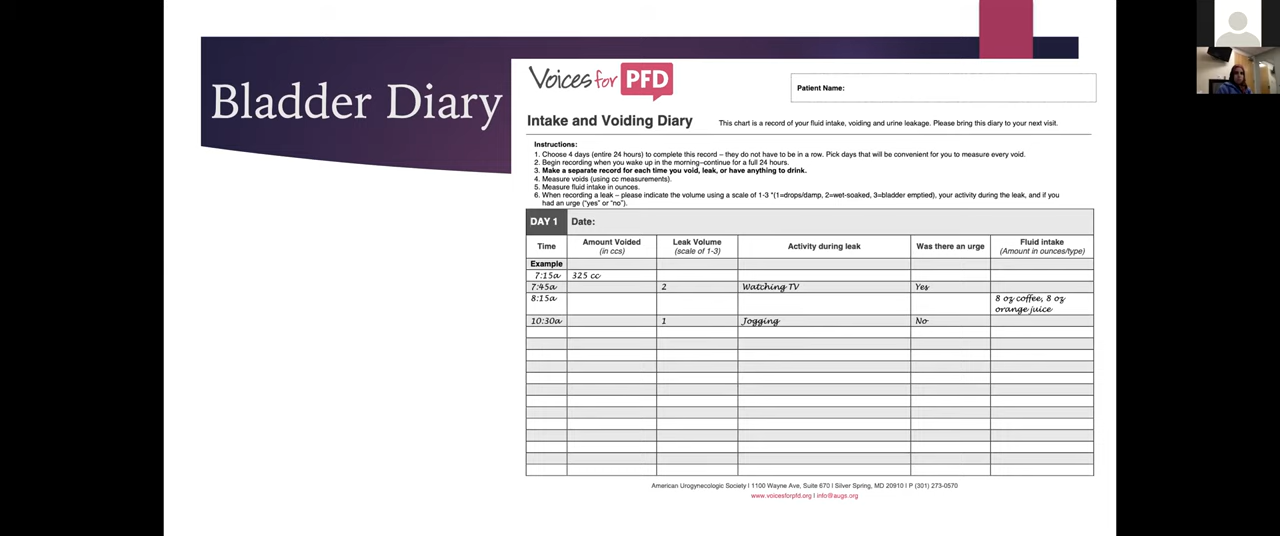 Bladder Diary
Voices for PFD
Patient Name:
Intake and Voiding Diary
This chart is a record of your fluid intake, voiding and urine leakage. Please bring this diary to your next visit.
Instructions:
1. Choose 4 days (entire 24 hours) to complete this record – they do not have to be in a row. Pick days that will be convenient for you to measure every void.
2. Begin recording when you wake up in the morning–continue for a full 24 hours.
3. Make a separate record for each time you void, leak, or have anything to drink.
4. Measure voids (using cc measurements).
5. Measure fluid intake in ounces.
6. When recording a leak – please indicate the volume using a scale of 1-3 "(1=drops/damp, 2=wet-soaked, 3=bladder emptied), your activity during the leak, and if you
had an urge ("yes" or "no").
DAY 1 Date:
Time Amount Voided (in ccs) Leak Volume (scale of 1-3) Activity during leak Was there an urge Fluid intake (Amount in ounces/type)
Example
7:15a 325 cc
7:45a 2 Watching TV Yes
8:15a 8 oz coffee, 8 oz
orange juice
10:30a 1 Jogging No
American Urogynecologic Society | 1100 Wayne Ave, Suite 670 | Silver Spring, MD 20910 | P (301) 273-0570
www.voicesforpfd.org | info@augs.org